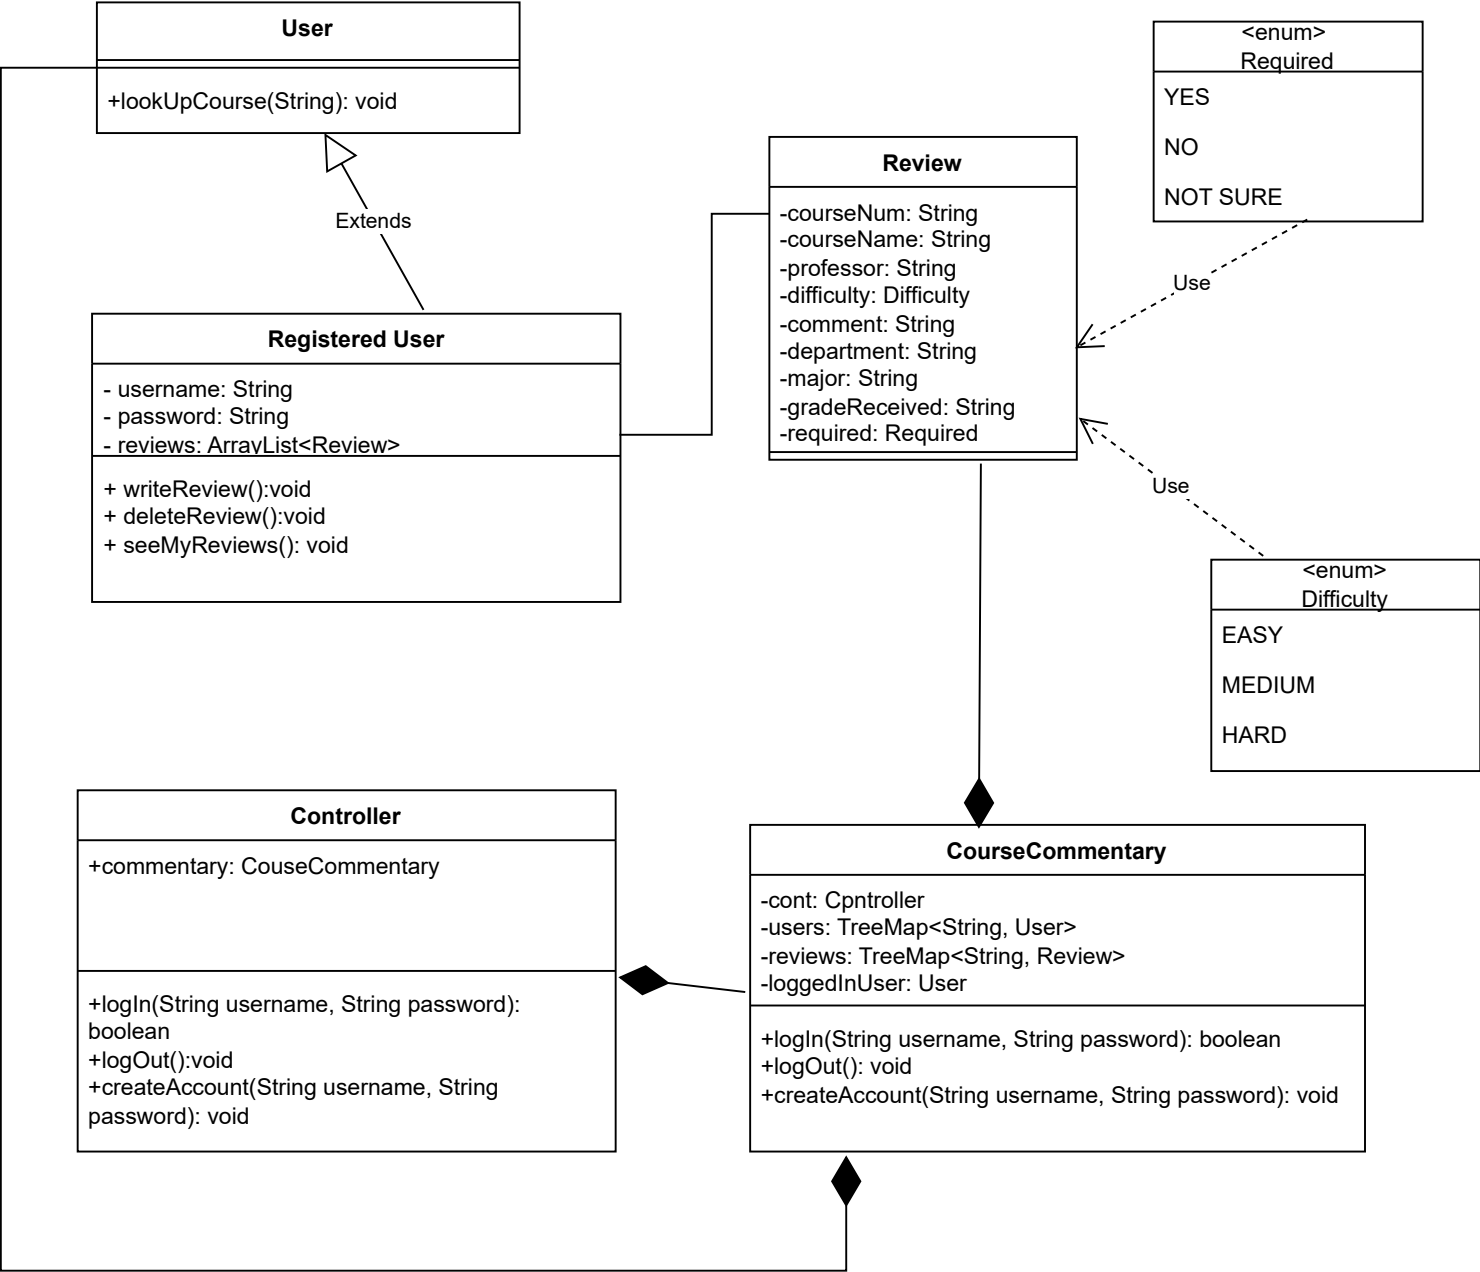 User
+lookUpCourse(String): void
Extends
Registered User
- username: String
- password: String
- reviews: ArrayList<Review>
+ writeReview():void
+ deleteReview():void
+ seeMyReviews(): void
Review
-courseNum: String
-courseName: String
-professor: String
-difficulty: Difficulty
-comment: String
-department: String
-major: String
-gradeReceived: String
-required: Required
<enum>
Required
YES
NO
NOT SURE
Use
Use
<enum>
Difficulty
EASY
MEDIUM
HARD
Controller
+commentary: CouseCommentary
+logIn(String username, String password):
boolean
+logOut():void
+createAccount(String username, String
password): void
CourseCommentary
-cont: Cpntroller
-users: TreeMap<String, User>
-reviews: TreeMap<String, Review>
-loggedInUser: User
+logIn(String username, String password): boolean
+logOut(): void
+createAccount(String username, String password): void